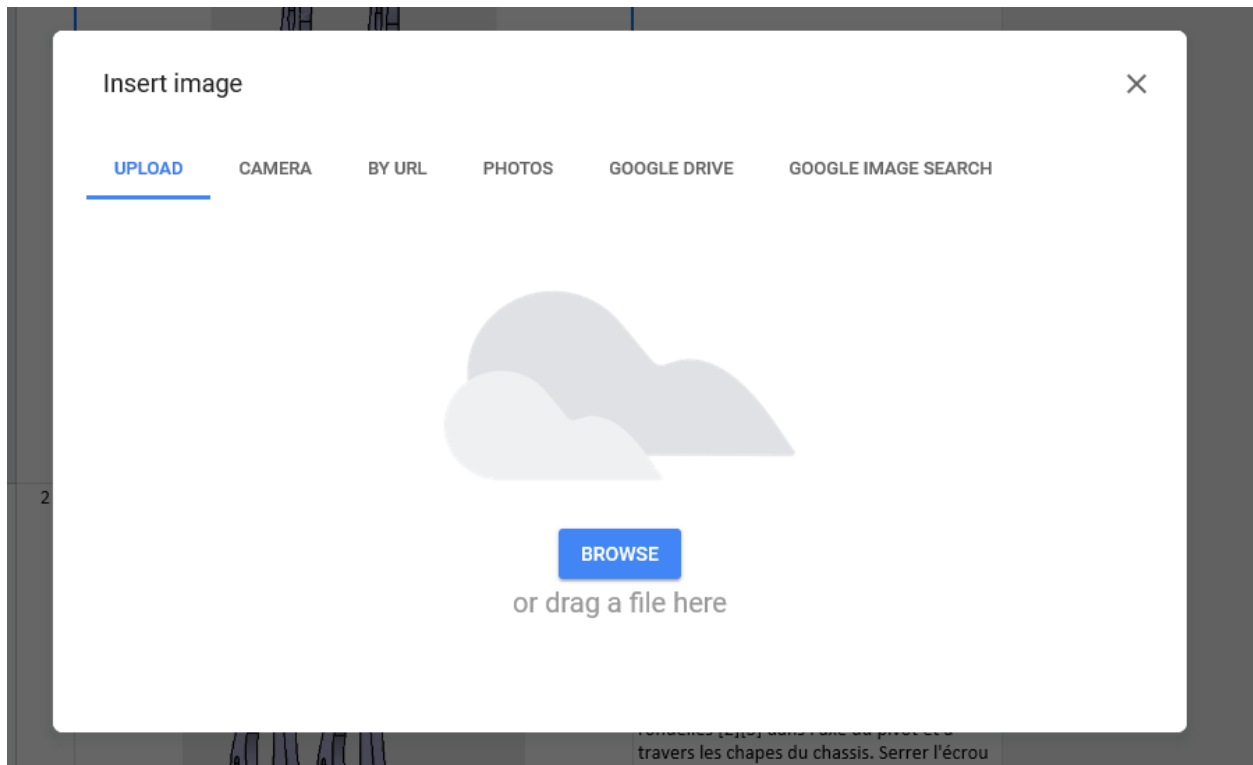 Insert image
UPLOAD CAMERA BY URL PHOTOS GOOGLE DRIVE GOOGLE IMAGE SEARCH
2
BROWSE
or drag a file here
travers les chapes du chassis. Serrer l'écrou